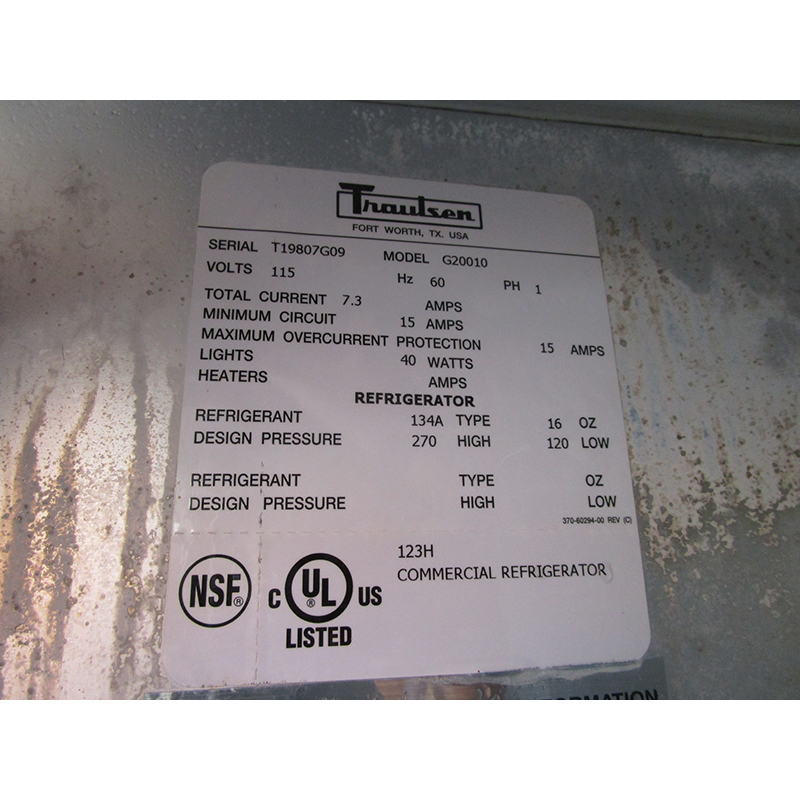 Traulsen
FORT WORTH, TX. USA
SERIAL T19807G09 MODEL G20010
VOLTS 115 Hz 60 PH 1
TOTAL CURRENT 7.3 AMPS
MINIMUM CIRCUIT 15 AMPS
MAXIMUM OVERCURRENT PROTECTION 15 AMPS
LIGHTS 40 WATTS
HEATERS AMPS
REFRIGERATOR
REFRIGERANT 134A TYPE 16 OZ
DESIGN PRESSURE 270 HIGH 120 LOW
REFRIGERANT TYPE OZ
DESIGN PRESSURE HIGH LOW
370-60294-00 REV (C)
123H
COMMERCIAL REFRIGERATOR
NSF®
C UL® US
LISTED